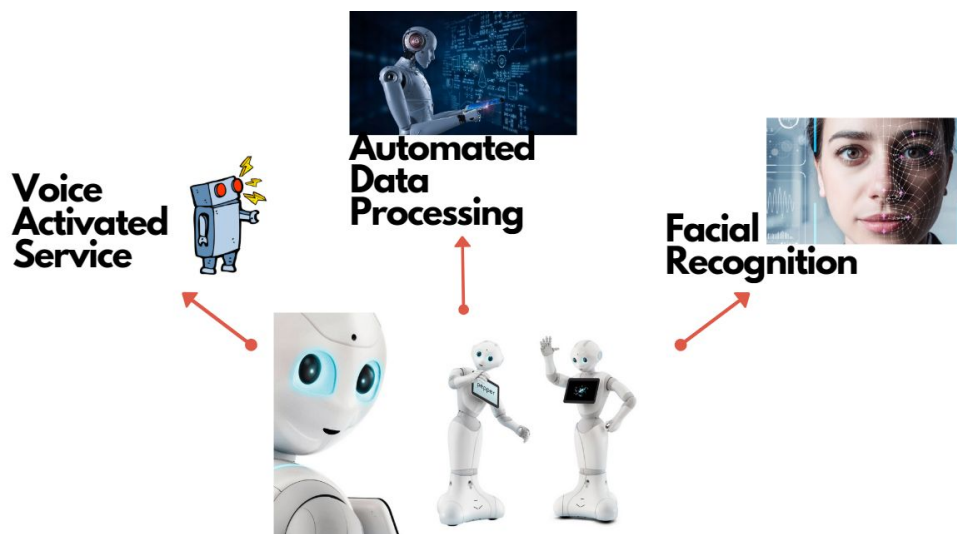 Automated
Data
Processing
Voice
Activated
Service
Facial
Recognition
pepper